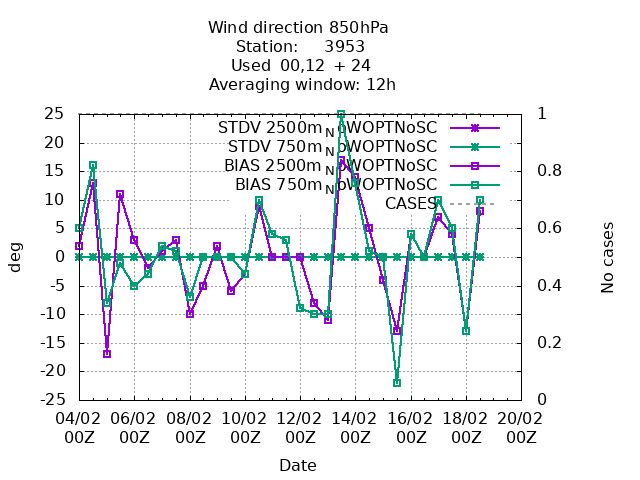 Wind direction 850hPa
Station: 3953
Used 00,12 + 24
Averaging window: 12h
25 1
STDV 2500m_NoWOPTNoSC
20 STDV 750m_NoWOPTNoSC
15 BIAS 2500m_NoWOPTNoSC 0.8
BIAS 750m_NoWOPTNoSC
10 CASES
5 0.6
deg 0 No cases
-5 0.4
-10
-15 0.2
-20
-25 0
04/02 06/02 08/02 10/02 12/02 14/02 16/02 18/02 20/02
00Z 00Z 00Z 00Z 00Z 00Z 00Z 00Z 00Z
Date